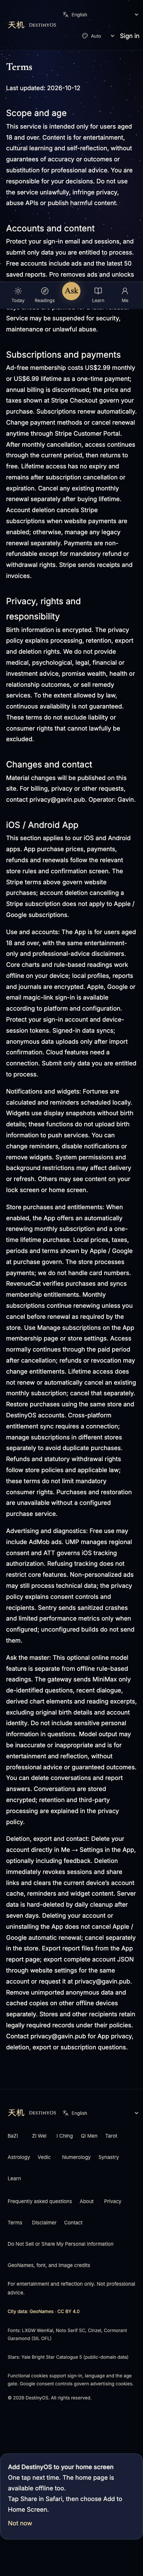 天机 DESTINYOS
English
Auto
Sign in
Terms
Last updated: 2026-10-12
Scope and age
This service is intended only for users aged
18 and over. Content is for entertainment,
cultural learning and self-reflection, without
guarantees of accuracy or outcomes or
substitution for professional advice. You are
responsible for your decisions. Do not use
the service unlawfully, infringe privacy,
abuse APIs or publish harmful content.
Accounts and content
Protect your sign-in email and sessions, and
submit only data you are entitled to process.
Free accounts include ads and the latest 50
saved reports. Pro removes ads and unlocks
Today
Readings
Ask
Learn
Me
Service may be suspended for security,
maintenance or unlawful abuse.
Subscriptions and payments
Ad-free membership costs US$2.99 monthly
or US$6.99 lifetime as a one-time payment;
annual billing is discontinued; the price and
taxes shown at Stripe Checkout govern your
purchase. Subscriptions renew automatically.
Change payment methods or cancel renewal
anytime through Stripe Customer Portal.
After monthly cancellation, access continues
through the current period, then returns to
free. Lifetime access has no expiry and
remains after subscription cancellation or
expiration. Cancel any existing monthly
renewal separately after buying lifetime.
Account deletion cancels Stripe
subscriptions when website payments are
enabled; otherwise, manage any legacy
renewal separately. Payments are non-
refundable except for mandatory refund or
withdrawal rights. Stripe sends receipts and
invoices.
Privacy, rights and
responsibility
Birth information is encrypted. The privacy
policy explains processing, retention, export
and deletion rights. We do not provide
medical, psychological, legal, financial or
investment advice, promise wealth, health or
relationship outcomes, or sell remedy
services. To the extent allowed by law,
continuous availability is not guaranteed.
These terms do not exclude liability or
consumer rights that cannot lawfully be
excluded.
Changes and contact
Material changes will be published on this
site. For billing, privacy or other requests,
contact privacy@gavin.pub. Operator: Gavin.
iOS / Android App
This section applies to our iOS and Android
apps. App purchase prices, payments,
refunds and renewals follow the relevant
store rules and confirmation screen. The
Stripe terms above govern website
purchases; account deletion canceling a
Stripe subscription does not apply to Apple /
Google subscriptions.
Use and accounts: The App is for users aged
18 and over, with the same entertainment-
only and professional-advice disclaimers.
Core charts and rule-based readings work
offline on your device; local profiles, reports
and journals are encrypted. Apple, Google or
email magic-link sign-in is available
according to platform and configuration.
Protect your sign-in account and device-
session tokens. Signed-in data syncs;
anonymous data uploads only after import
confirmation. Cloud features need a
connection. Submit only data you are entitled
to process.
Notifications and widgets: Fortunes are
calculated and reminders scheduled locally.
Widgets use display snapshots without birth
details; these functions do not upload birth
information to push services. You can
change reminders, disable notifications or
remove widgets. System permissions and
background restrictions may affect delivery
or refresh. Others may see content on your
lock screen or home screen.
Store purchases and entitlements: When
enabled, the App offers an automatically
renewing monthly subscription and a one-
time lifetime purchase. Local prices, taxes,
periods and terms shown by Apple / Google
at purchase govern. The store processes
payments; we do not handle card numbers.
RevenueCat verifies purchases and syncs
membership entitlements. Monthly
subscriptions continue renewing unless you
cancel before renewal as required by the
store. Use Manage subscriptions on the App
membership page or store settings. Access
normally continues through the paid period
after cancellation; refunds or revocation may
change entitlements. Lifetime access does
not renew or automatically cancel an existing
monthly subscription; cancel that separately.
Restore purchases using the same store and
DestinyOS accounts. Cross-platform
entitlement sync requires a connection;
manage subscriptions in different stores
separately to avoid duplicate purchases.
Refunds and statutory withdrawal rights
follow store policies and applicable law;
these terms do not limit mandatory
consumer rights. Purchases and restoration
are unavailable without a configured
purchase service.
Advertising and diagnostics: Free use may
include AdMob ads. UMP manages regional
consent and ATT governs iOS tracking
authorization. Refusing tracking does not
restrict core features. Non-personalized ads
may still process technical data; the privacy
policy explains consent controls and
recipients. Sentry sends sanitized crashes
and limited performance metrics only when
configured; unconfigured builds do not send
them.
Ask the master: This optional online model
feature is separate from offline rule-based
readings. The gateway sends MiniMax only
de-identified questions, recent dialogue,
derived chart elements and reading excerpts,
excluding original birth details and account
identity. Do not include sensitive personal
information in questions. Model output may
be inaccurate or inappropriate and is for
entertainment and reflection, without
professional advice or guaranteed outcomes.
You can delete conversations and report
answers. Conversations are stored
encrypted; retention and third-party
processing are explained in the privacy
policy.
Deletion, export and contact: Delete your
account directly in Me → Settings in the App,
optionally including feedback. Deletion
immediately revokes sessions and share
links and clears the current device's account
cache, reminders and widget content. Server
data is hard-deleted by daily cleanup after
seven days. Deleting your account or
uninstalling the App does not cancel Apple /
Google automatic renewal; cancel separately
in the store. Export report files from the App
report page; export complete account JSON
through website settings for the same
account or request it at privacy@gavin.pub.
Remove unimported anonymous data and
cached copies on other offline devices
separately. Stores and other recipients retain
legally required records under their policies.
Contact privacy@gavin.pub for App privacy,
deletion, export or subscription questions.
天机 DESTINYOS
English
BaZi Zi Wei I Ching Qi Men Tarot
Astrology Vedic Numerology Synastry
Learn
Frequently asked questions About Privacy
Terms Disclaimer Contact
Do Not Sell or Share My Personal Information
GeoNames, font, and image credits
For entertainment and reflection only. Not professional
advice.
City data: GeoNames · CC BY 4.0
Fonts: LXGW WenKai, Noto Serif SC, Cinzel, Cormorant
Garamond (SIL OFL)
Stars: Yale Bright Star Catalogue 5 (public-domain data)
Functional cookies support sign-in, language and the age
gate. Google consent controls govern advertising cookies.
© 2026 DestinyOS. All rights reserved.
Add DestinyOS to your home screen
One tap next time. The home page is
available offline too.
Tap Share in Safari, then choose Add to
Home Screen.
Not now